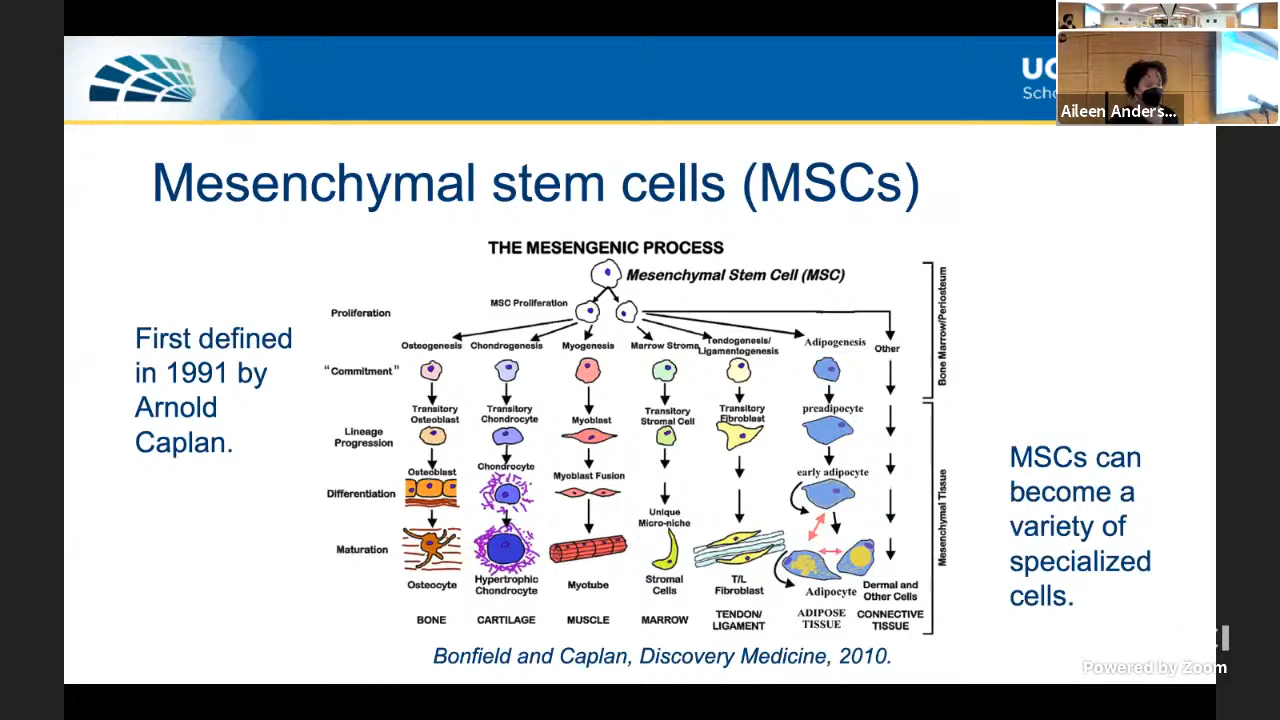 UC
Sch
Aileen Anders...
Mesenchymal stem cells (MSCs)
THE MESENGENIC PROCESS
Mesenchymal Stem Cell (MSC)
MSC Proliferation
Proliferation
Osteogenesis Chondrogenesis Myogenesis Marrow Stroma Tendogenesis/ Ligamentogenesis Adipogenesis Other
"Commitment"
Transitory Osteoblast Transitory Chondrocyte Myoblast Transitory Stromal Cell Transitory Fibroblast preadipocyte
Lineage Progression
Osteoblast Chondrocyte Myoblast Fusion early adipocyte
Differentiation
Unique Micro-niche
Maturation
Osteocyte Hypertrophic Chondrocyte Myotube Stromal Cells T/L Fibroblast Adipocyte Dermal and Other Cells
BONE CARTILAGE MUSCLE MARROW TENDON/ LIGAMENT ADIPOSE TISSUE CONNECTIVE TISSUE
Bone Marrow/Periosteum
Mesenchymal Tissue
First defined
in 1991 by
Arnold
Caplan.
MSCs can
become a
variety of
specialized
cells.
Bonfield and Caplan, Discovery Medicine, 2010.
Powered by Zoom